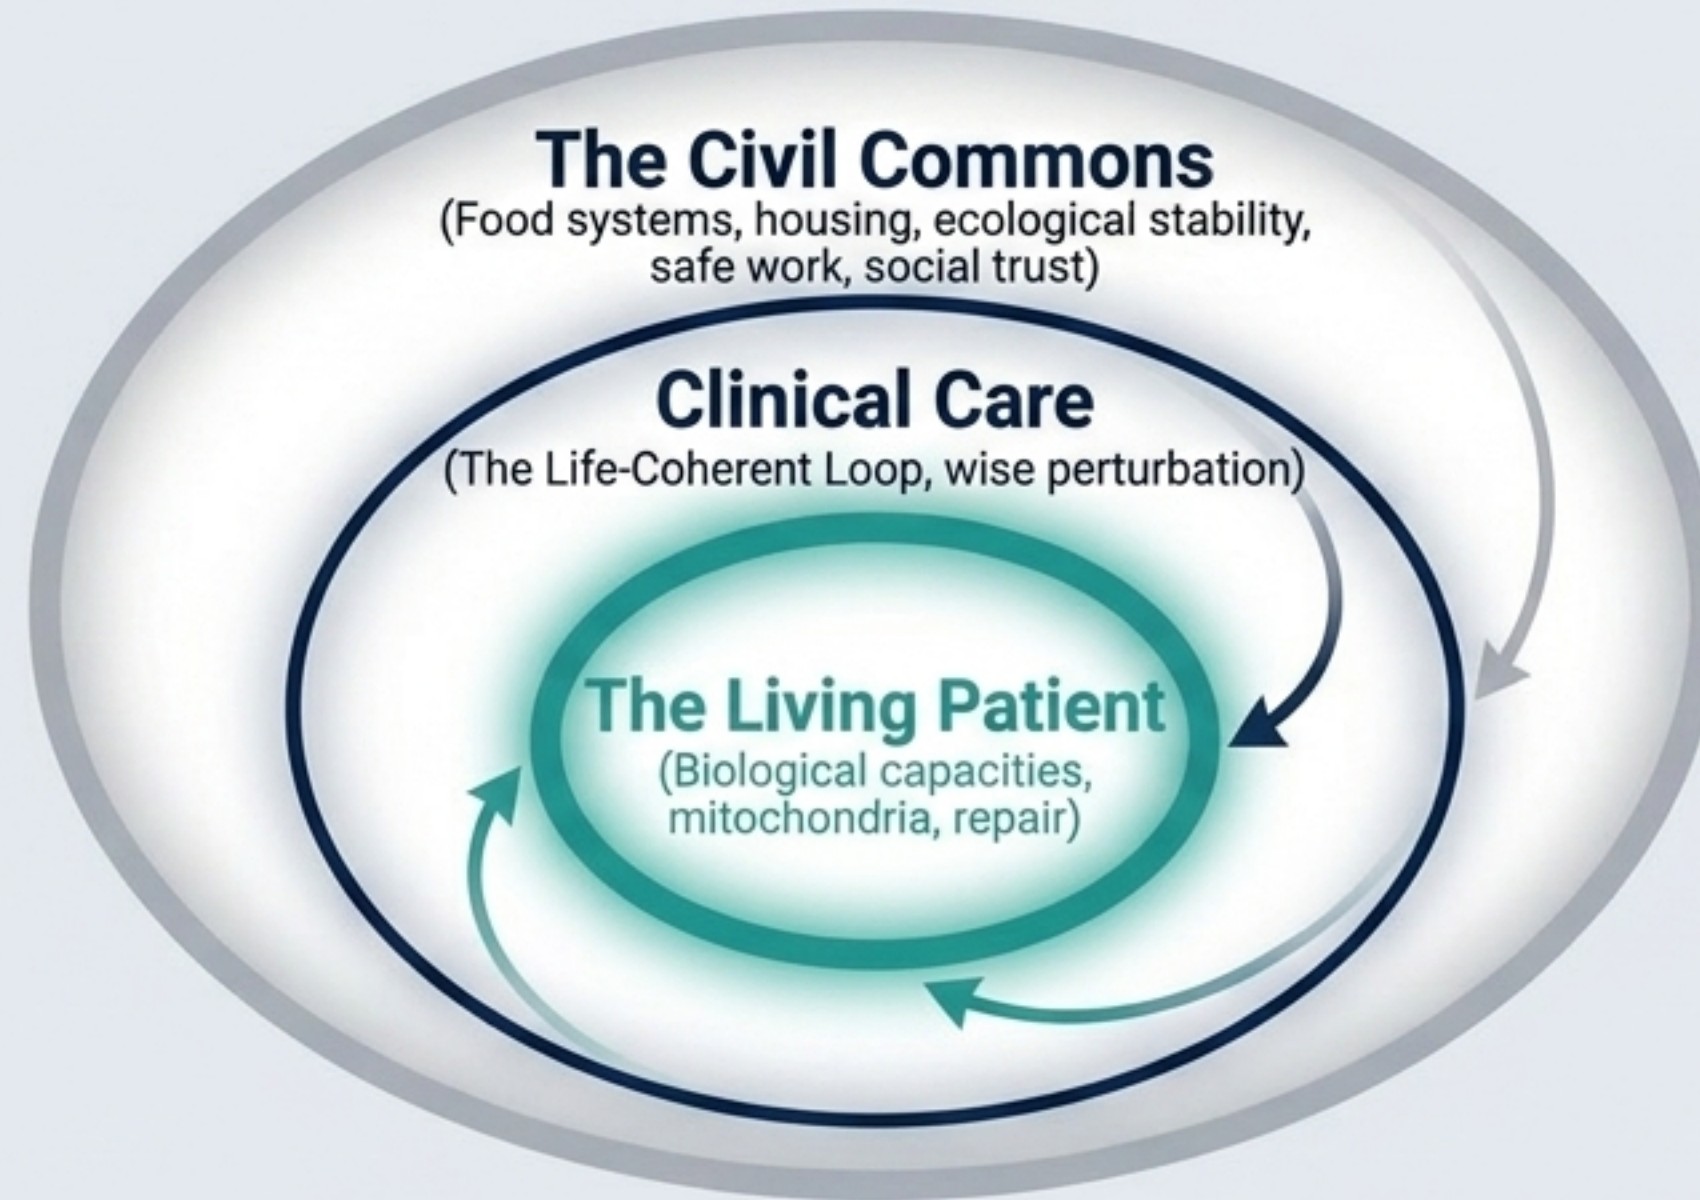 The Civil Commons
(Food systems, housing, ecological stability,
safe work, social trust)
Clinical Care
(The Life-Coherent Loop, wise perturbation)
The Living Patient
(Biological capacities,
mitochondria, repair)